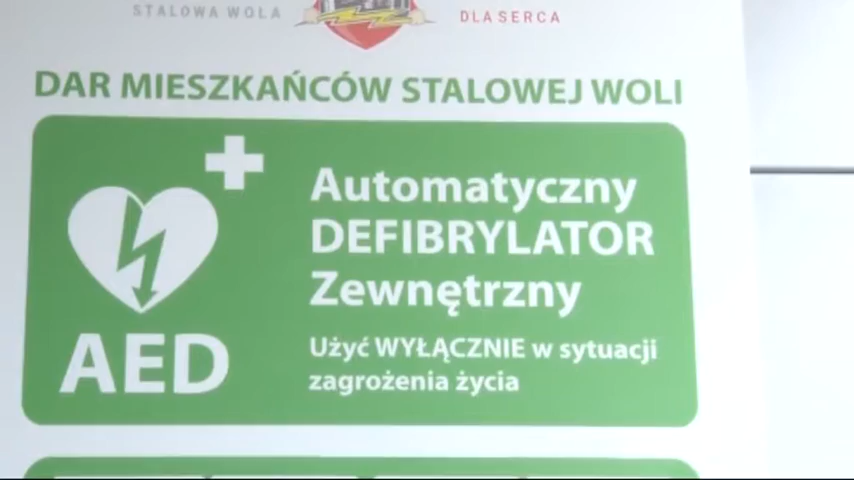 STALOWA WOLA DLA SERCA
DAR MIESZKAŃCÓW STALOWEJ WOLI
Automatyczny
DEFIBRYLATOR
Zewnętrzny
AED
Użyć WYŁĄCZNIE w sytuacji
zagrożenia życia